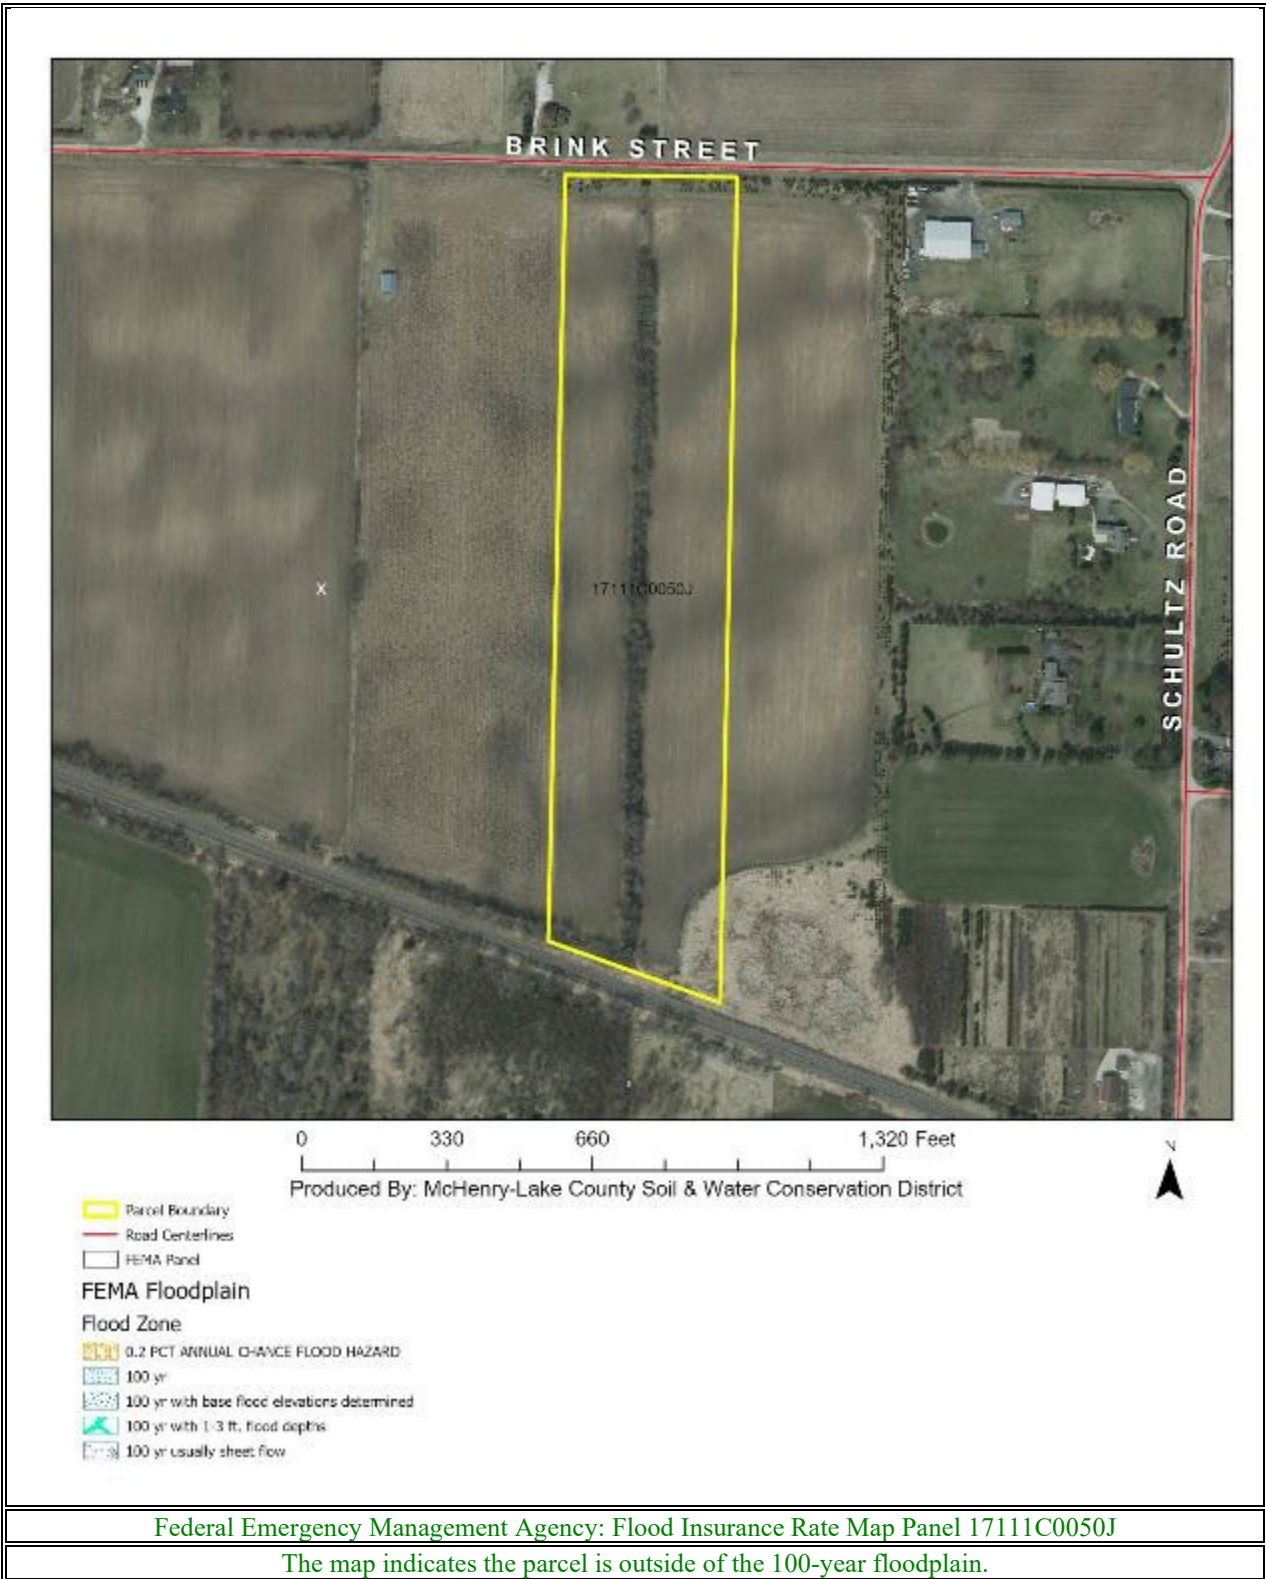 BRINK STREET
SCHULTZ ROAD
X
17111C0050J
0 330 660 1,320 Feet
Produced By: McHenry-Lake County Soil & Water Conservation District
Parcel Boundary
Road Centerlines
FEMA Panel
FEMA Floodplain
Flood Zone
0.2 PCT ANNUAL CHANCE FLOOD HAZARD
100 yr
100 yr with base flood elevations determined
100 yr with 1-3 ft. flood depths
100 yr usually sheet flow
Federal Emergency Management Agency: Flood Insurance Rate Map Panel 17111C0050J
The map indicates the parcel is outside of the 100-year floodplain.